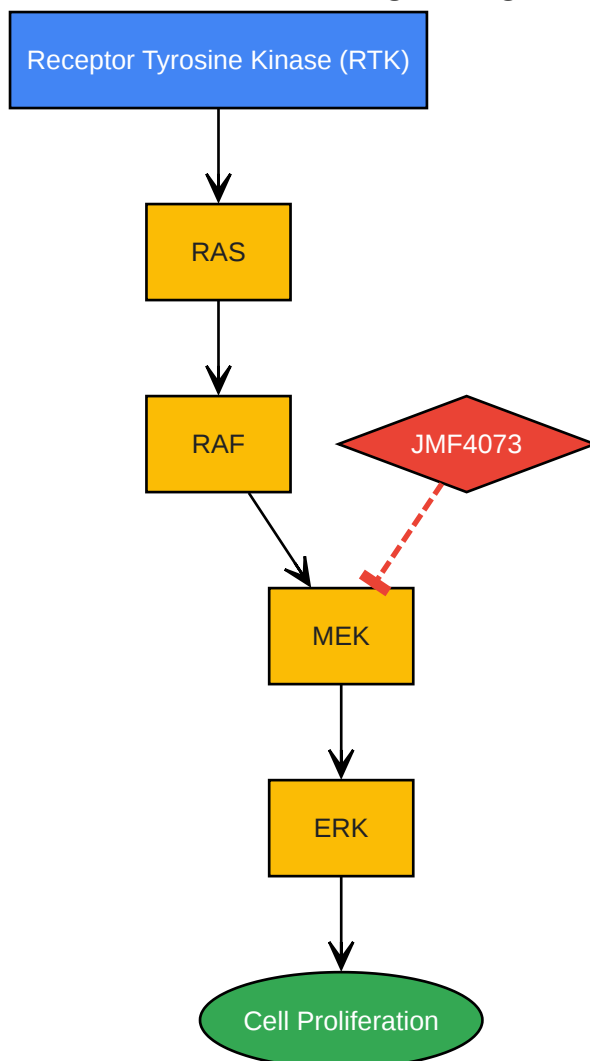 Receptor Tyrosine Kinase (RTK)
RAS
RAF
JMF4073
MEK
ERK
Cell Proliferation